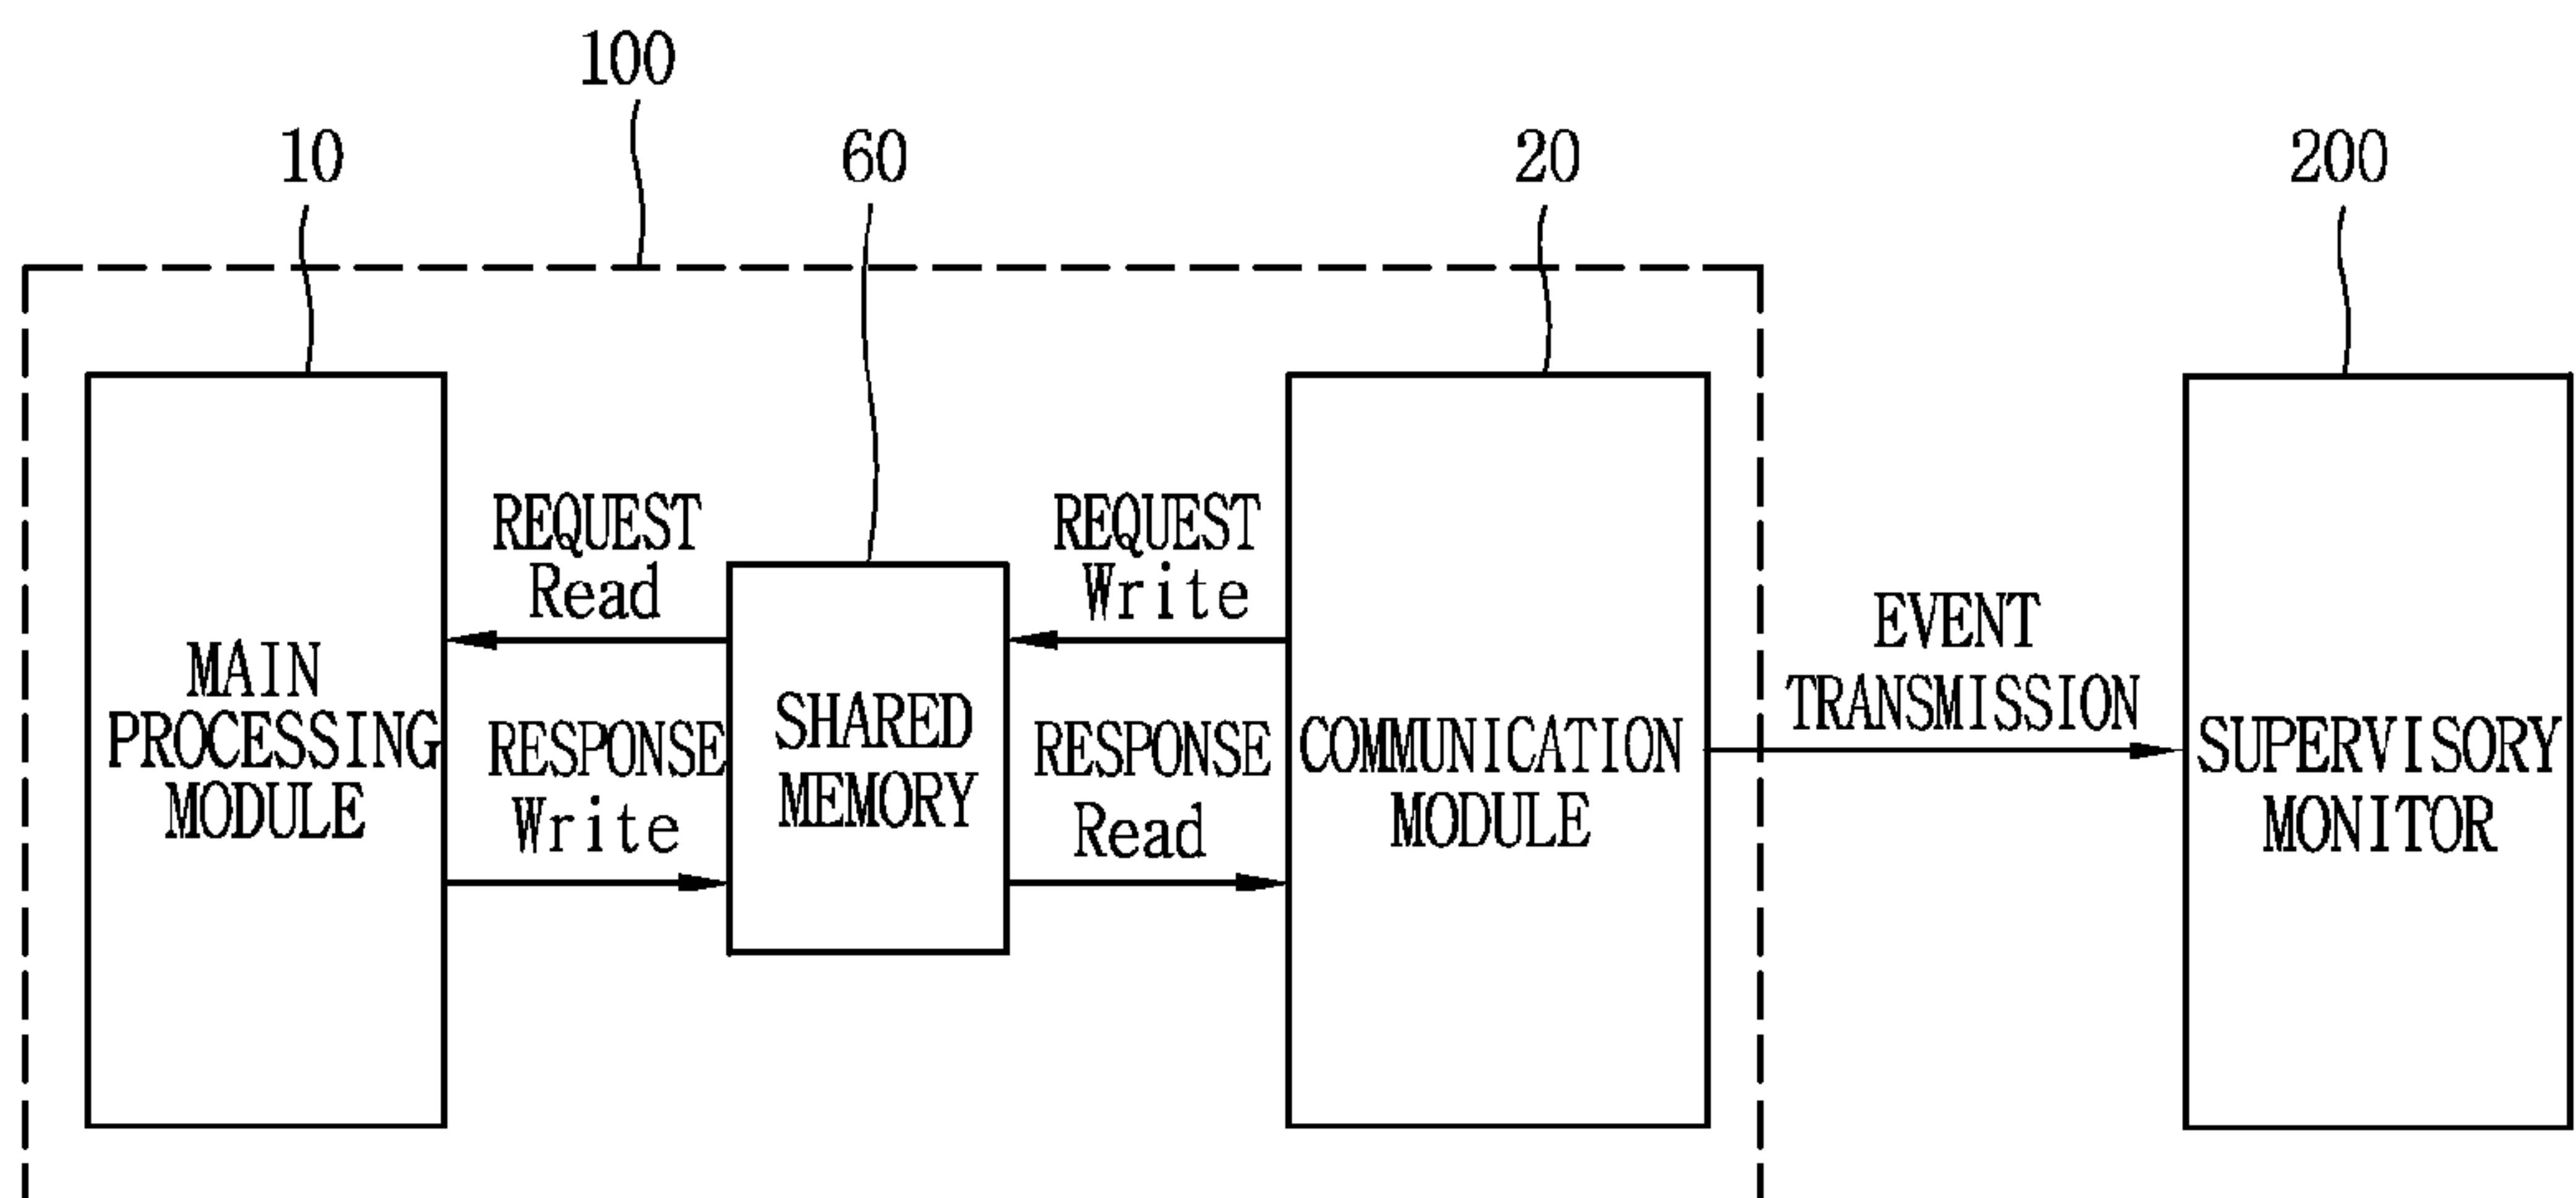 100
10
60
20
200
REQUEST
Read
REQUEST
Write
EVENT
TRANSMISSION
MAIN
PROCESSING
MODULE
RESPONSE
Write
SHARED
MEMORY
RESPONSE
Read
COMMUNICATION
MODULE
SUPERVISORY
MONITOR